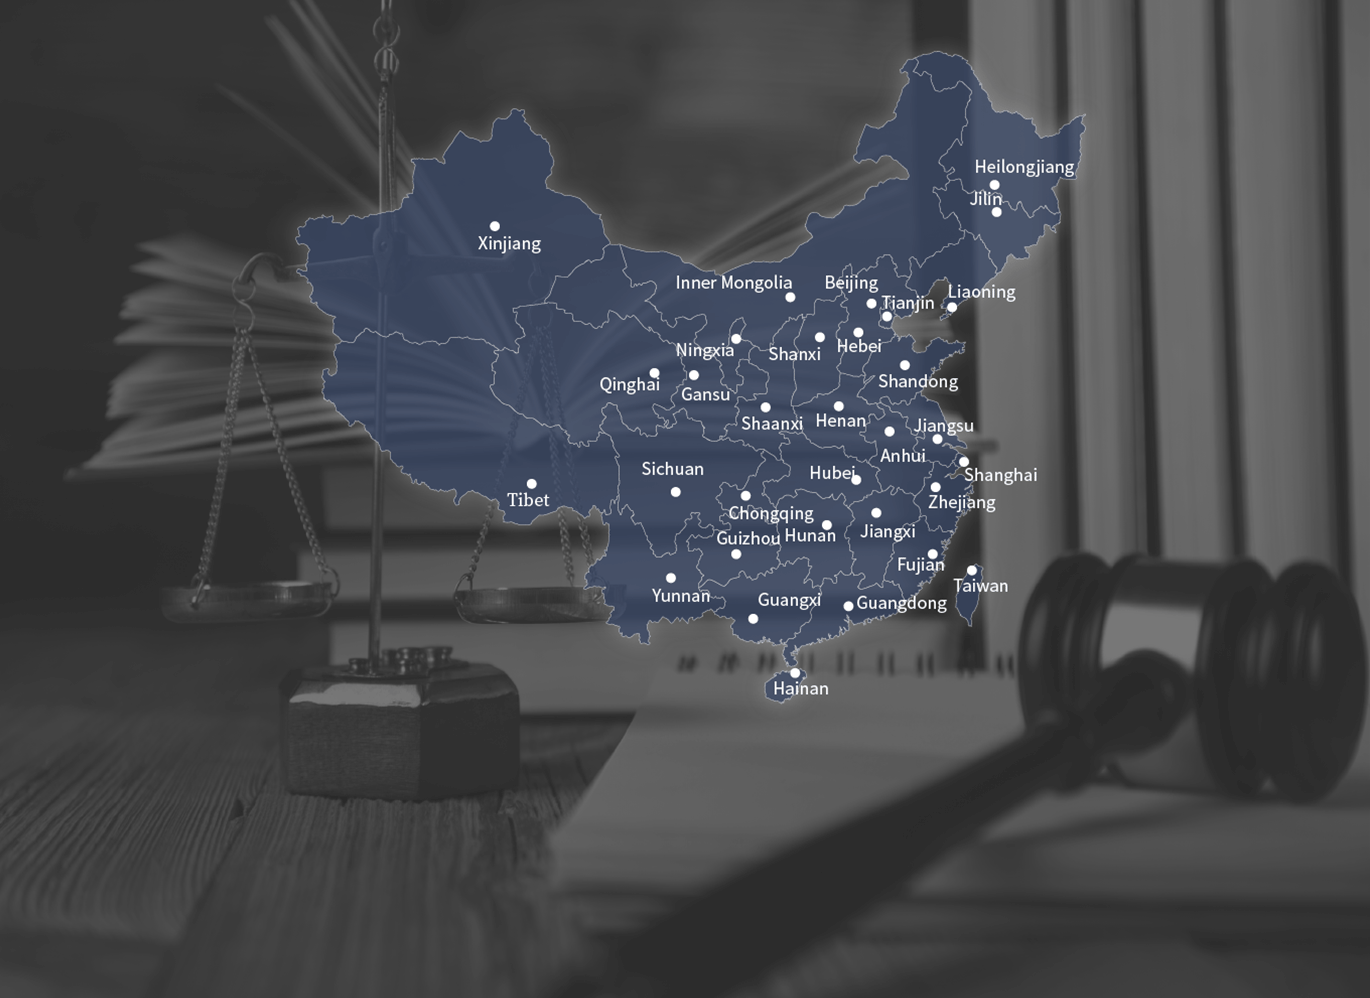 Heilongjiang
Jilin
Xinjiang
Inner Mongolia
Beijing
Liaoning
Tianjin
Ningxia
Shanxi
Hebei
Qinghai
Gansu
Shandong
Shaanxi
Henan
Jiangsu
Anhui
Sichuan
Hubei
Shanghai
Tibet
Zhejiang
Chongqing
Guizhou
Hunan
Jiangxi
Fujian
Taiwan
Yunnan
Guangxi
Guangdong
Hainan